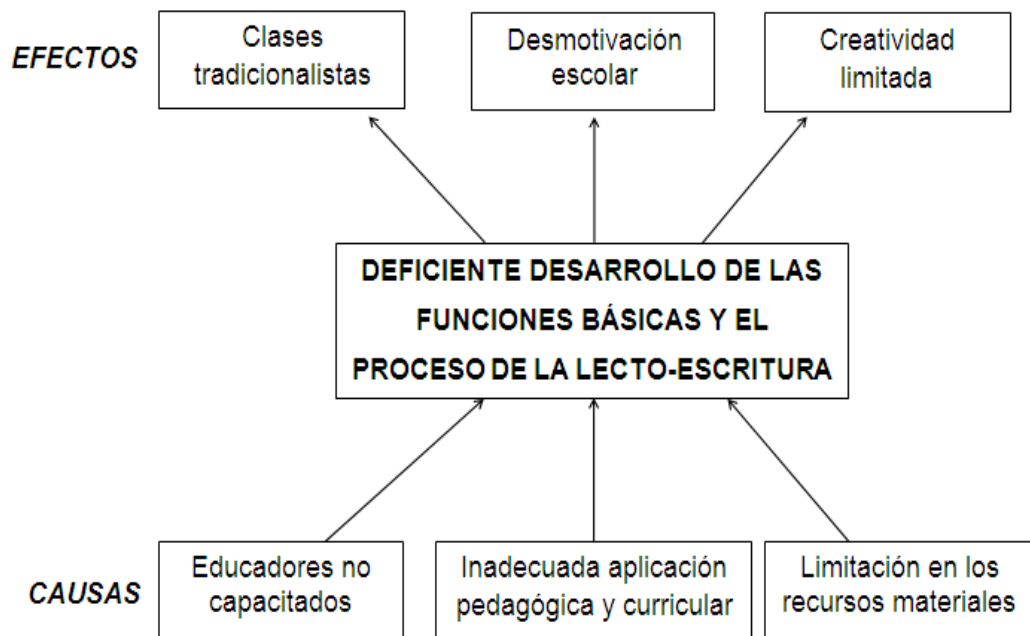 EFECTOS
Clases
tradicionalistas
Desmotivación
escolar
Creatividad
limitada
DEFICIENTE DESARROLLO DE LAS
FUNCIONES BÁSICAS Y EL
PROCESO DE LA LECTO-ESCRITURA
CAUSAS
Educadores no
capacitados
Inadecuada aplicación
pedagógica y curricular
Limitación en los
recursos materiales